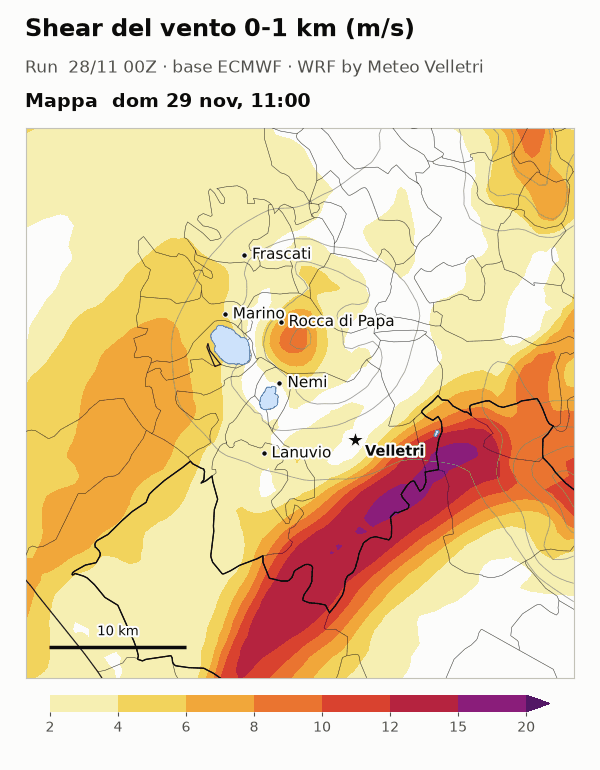 Shear del vento 0-1 km (m/s)
Run  28/11 00Z · base ECMWF · WRF by Meteo Velletri
Mappa  dom 29 nov, 11:00
Frascati
Marino
Rocca di Papa
Nemi
Velletri
Lanuvio
10 km
2 4 6 8 10 12 15 20